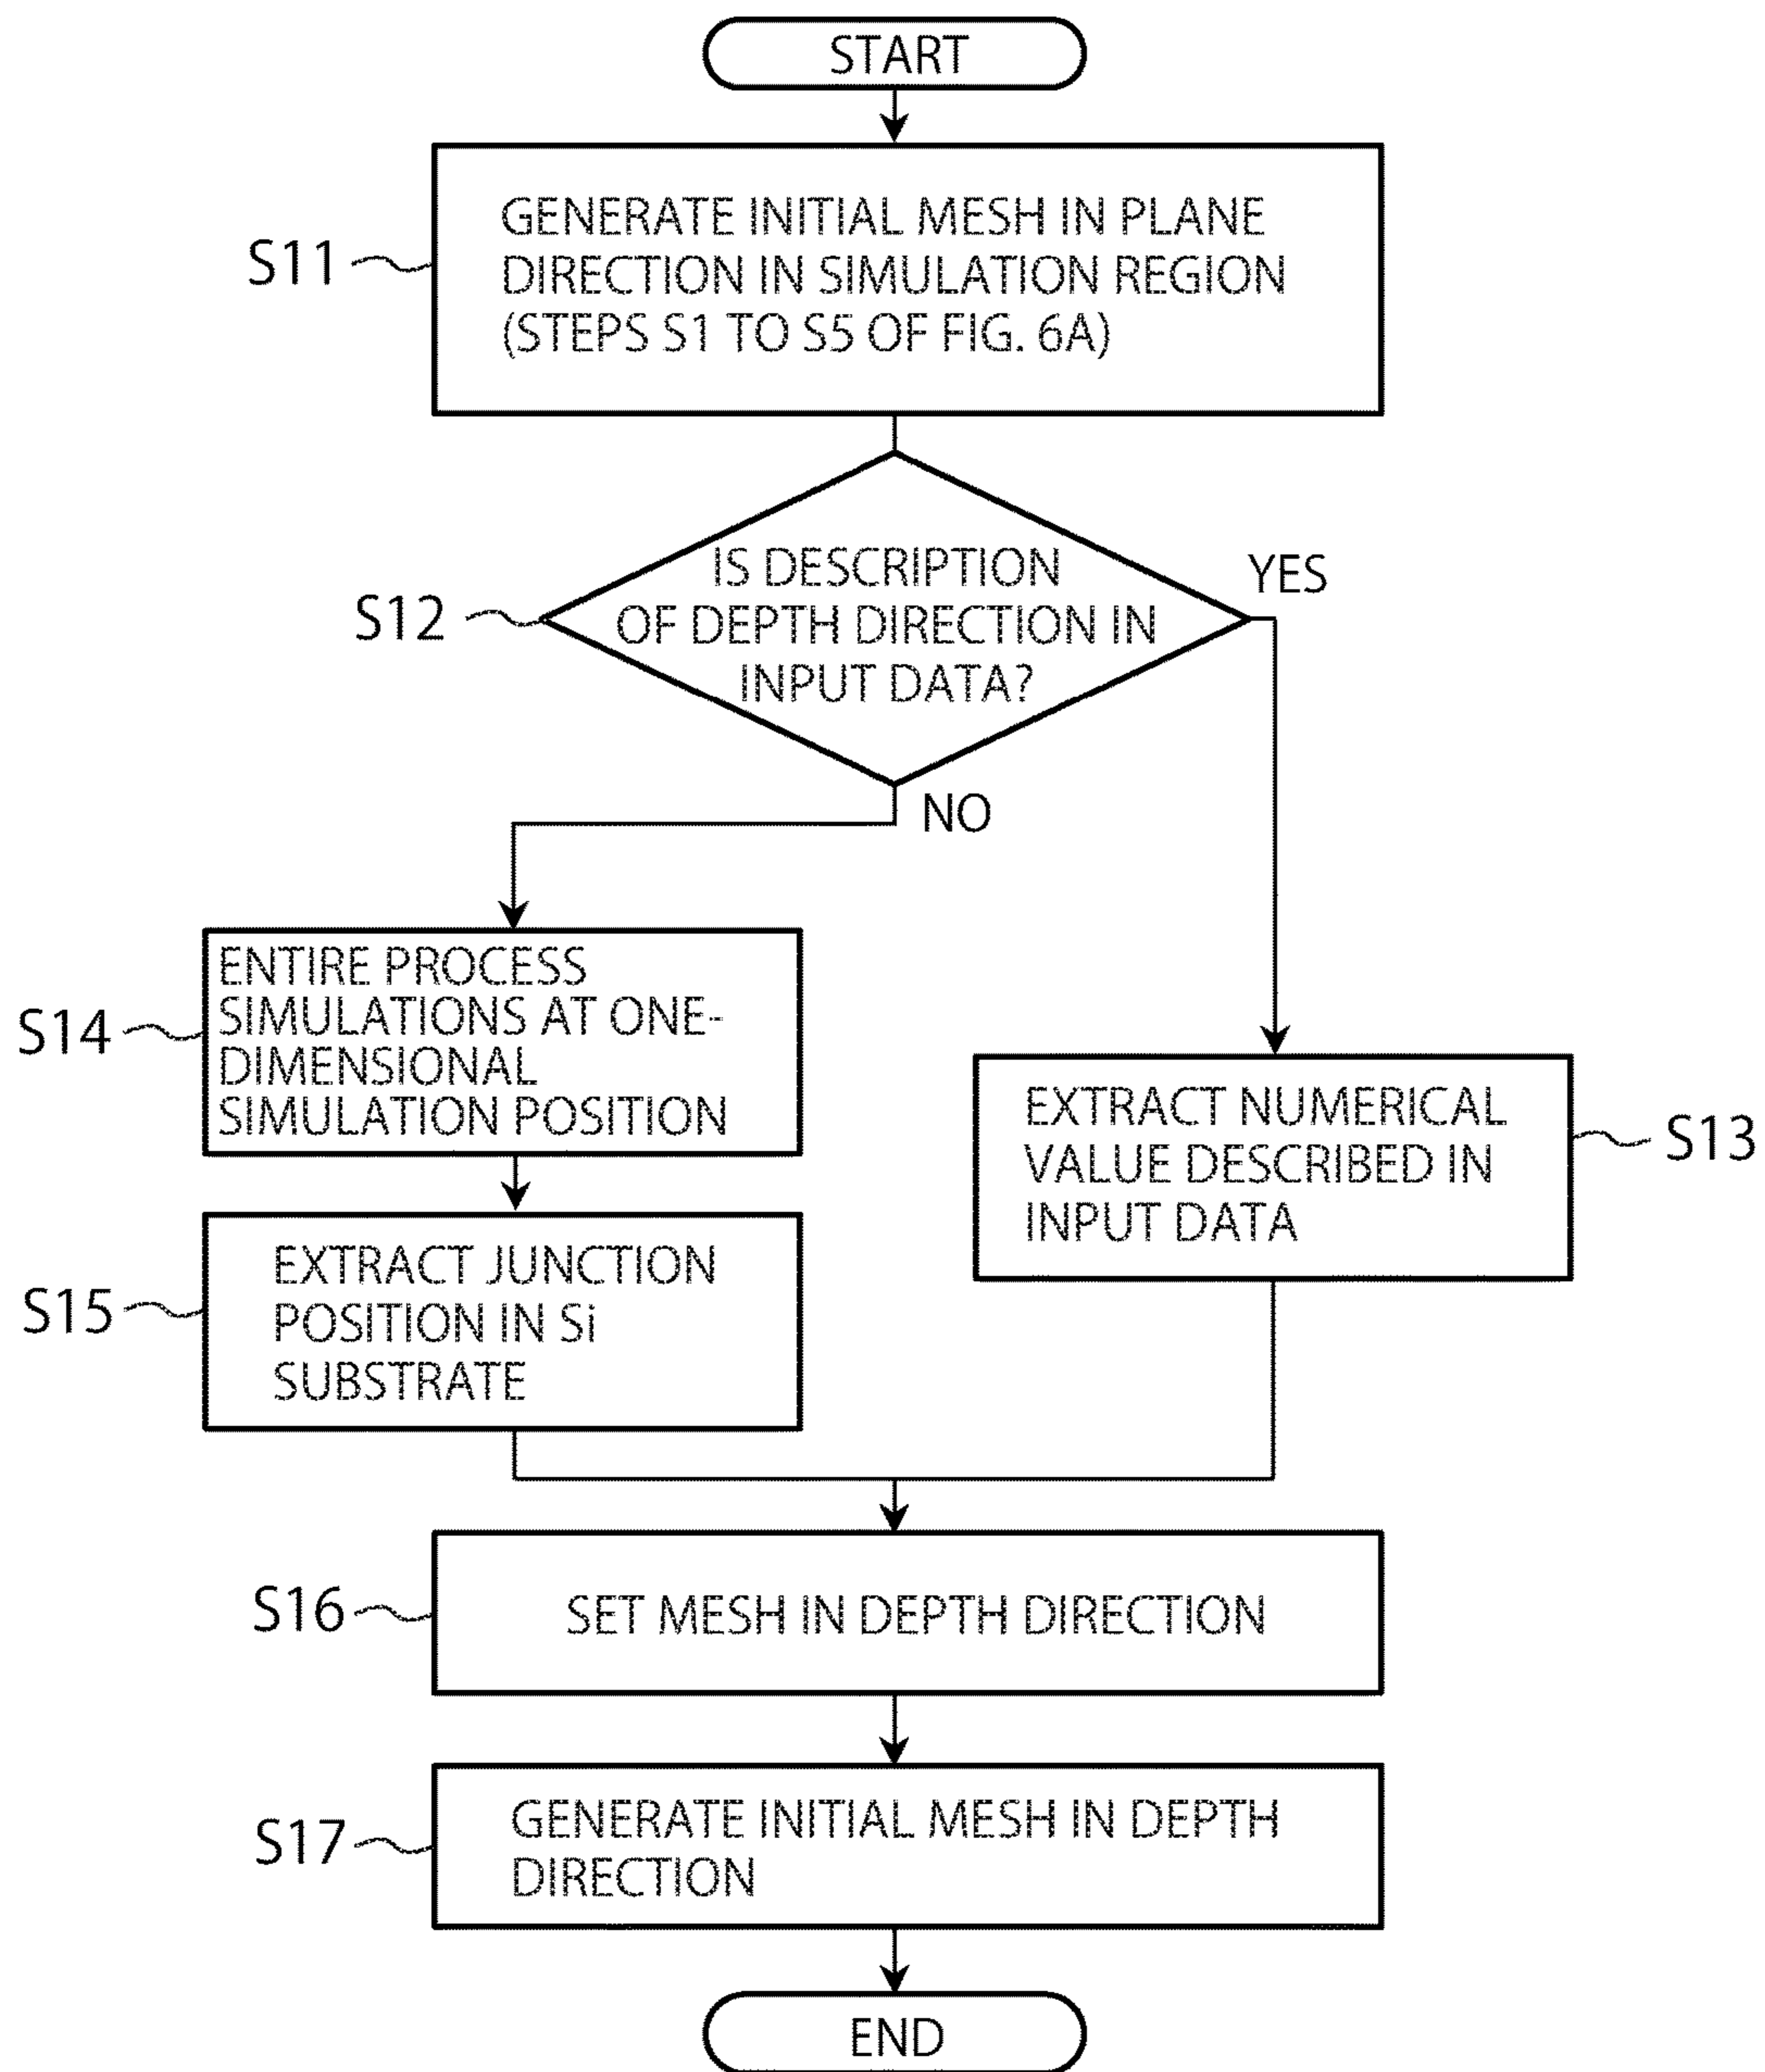 START
S11
GENERATE INITIAL MESH IN PLANE
DIRECTION IN SIMULATION REGION
(STEPS S1 TO S5 OF FIG. 6A)
S12
IS DESCRIPTION
OF DEPTH DIRECTION IN
INPUT DATA?
YES
NO
S14
ENTIRE PROCESS
SIMULATIONS AT ONE-
DIMENSIONAL
SIMULATION POSITION
EXTRACT NUMERICAL
VALUE DESCRIBED IN
INPUT DATA
S13
S15
EXTRACT JUNCTION
POSITION IN Si
SUBSTRATE
S16
SET MESH IN DEPTH DIRECTION
S17
GENERATE INITIAL MESH IN DEPTH
DIRECTION
END